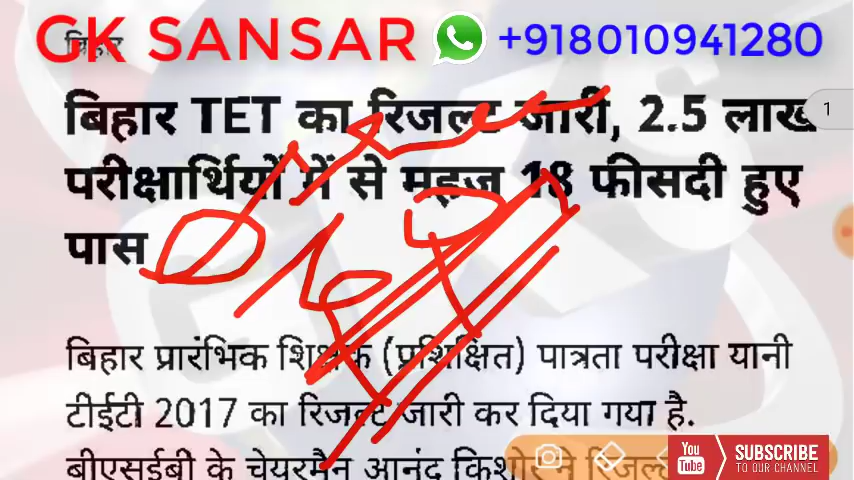 GK SANSAR +918010941280
बिहार
बिहार TET का रिजल्ट जारी, 2.5 लाख
1
परीक्षार्थियों में से महज 18 फीसदी हुए
पास
बिहार प्रारंभिक शिक्षक (प्रशिक्षित) पात्रता परीक्षा यानी
टीईटी 2017 का रिजल्ट जारी कर दिया गया है.
बीएसईबी के चेयरमैन आनंद किशोर ने
You Tube SUBSCRIBE
TO OUR CHANNEL